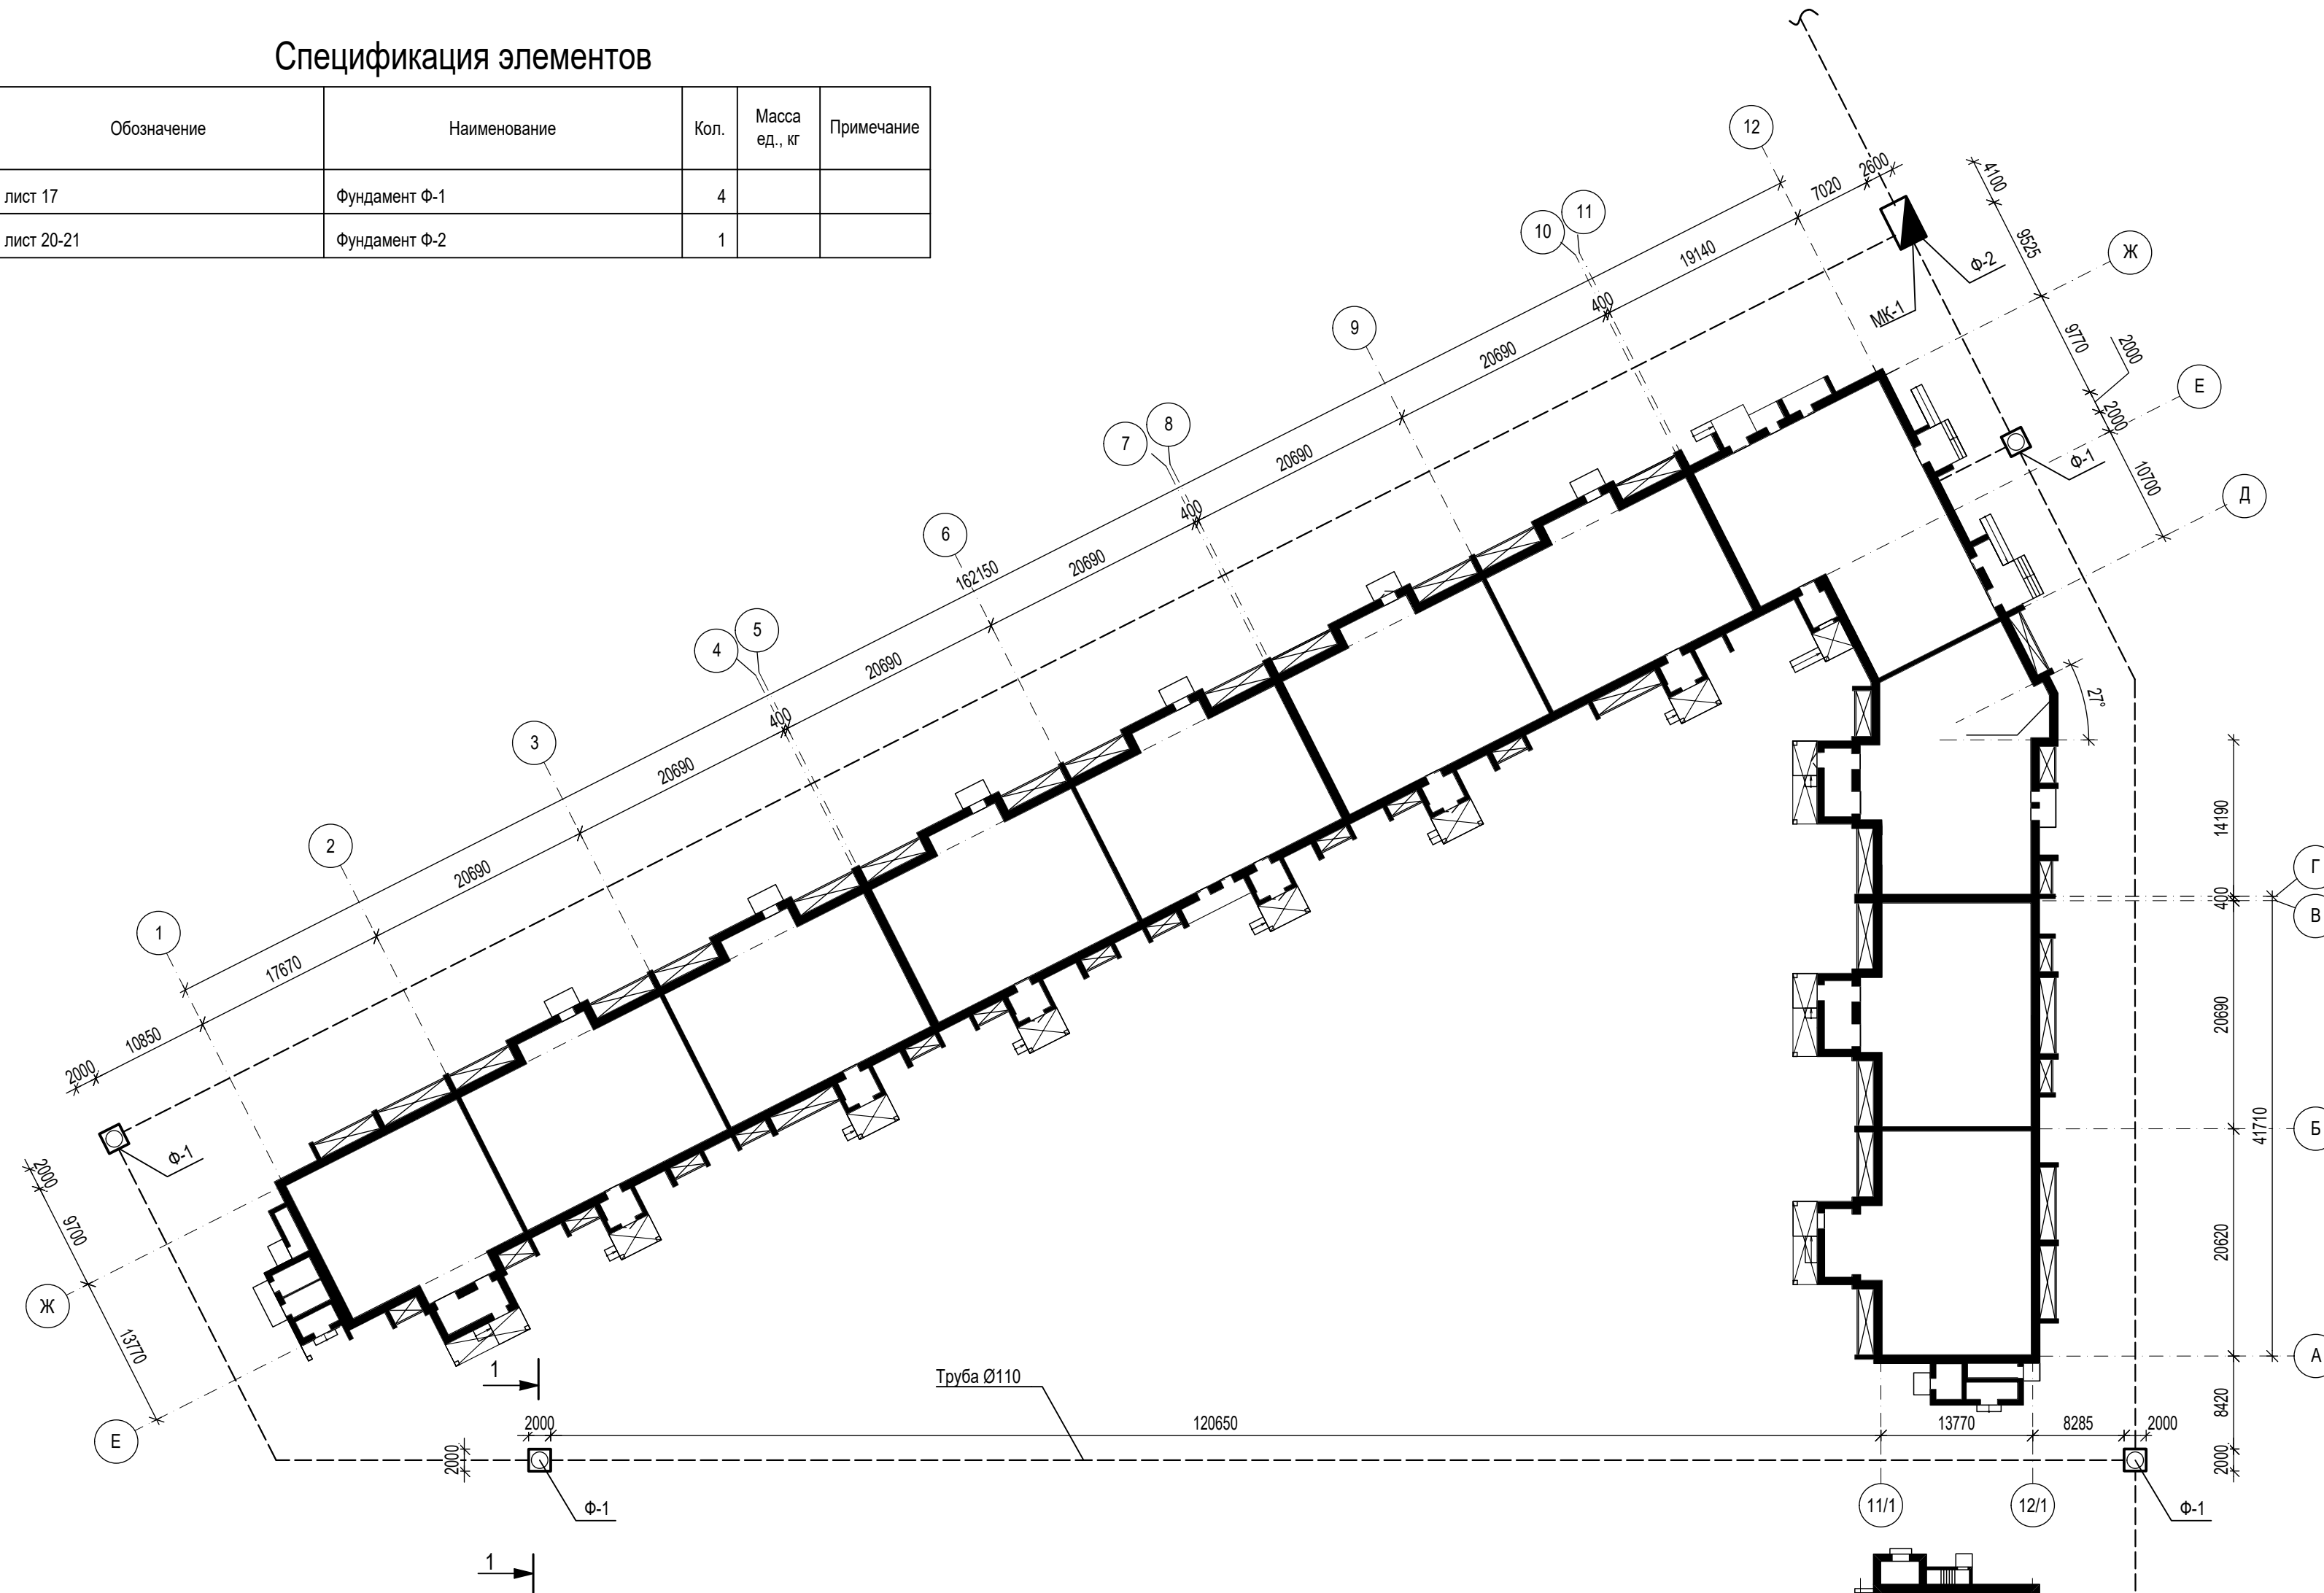 Спецификация элементов
Обозначение
Наименование
Кол.
Масса
ед., кг
Примечание
лист 17
Фундамент Ф-1
4
лист 20-21
Фундамент Ф-2
1
12
2600
7020
4100
11
10
19140
9525
Ж
Ф-2
МК-1
400
9
20690
9770
2000
Е
8
7
2000
20690
400
Ф-1
10700
Д
6
162150
20690
5
4
20690
400
3
27°
20690
14190
2
20690
Г
400
В
1
17670
10850
2000
20690
41710
Б
Ф-1
2000
9700
20620
Ж
13770
А
1
Труба Ø110
8420
Е
2000
120650
13770
8285
2000
2000
2000
11/1
12/1
Ф-1
Ф-1
1